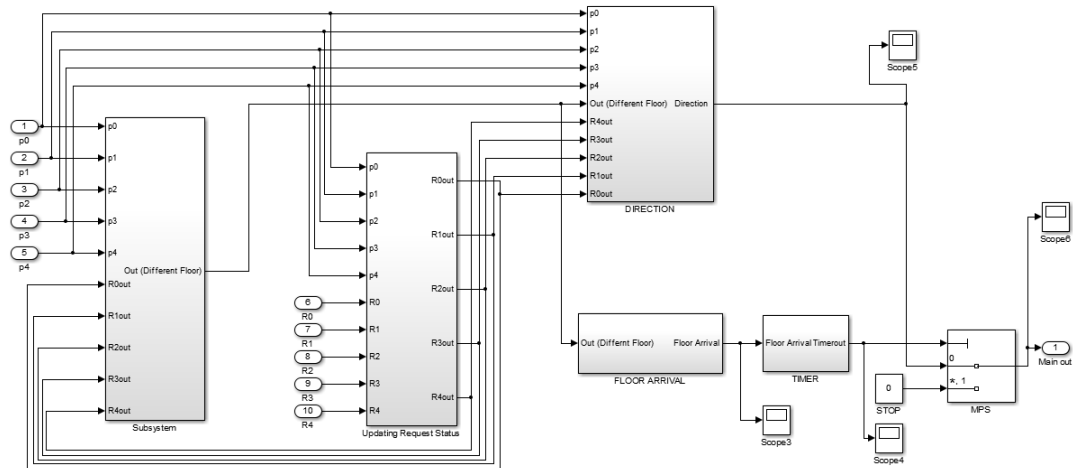 1
p0
2
p1
3
p2
4
p3
5
p4
p0
p1
p2
p3
p4
R0out
R1out
R2out
R3out
R4out
Out (Different Floor)
Subsystem
6
R0
7
R1
8
R2
9
R3
10
R4
p0
p1
p2
p3
p4
R0
R1
R2
R3
R4
R0out
R1out
R2out
R3out
R4out
Updating Request Status
p0
p1
p2
p3
p4
Out (Different Floor)
R4out
R3out
R2out
R1out
R0out
Direction
DIRECTION
Scope5
Out (Differnt Floor)
Floor Arrival
FLOOR ARRIVAL
Scope3
Floor Arrival
Timerout
TIMER
Scope4
0
STOP
0
*, 1
MPS
Scope6
1
Main out